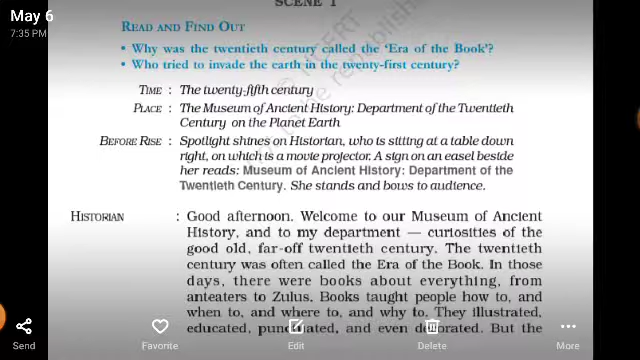 May 6
7:35 PM
SCENE 1
READ AND FIND OUT
• Why was the twentieth century called the 'Era of the Book'?
• Who tried to invade the earth in the twenty-first century?
TIME : The twenty-fifth century
PLACE : The Museum of Ancient History: Department of the Twentieth
Century on the Planet Earth
BEFORE RISE : Spotlight shines on Historian, who is sitting at a table down
right, on which is a movie projector. A sign on an easel beside
her reads: Museum of Ancient History: Department of the
Twentieth Century. She stands and bows to audience.
HISTORIAN : Good afternoon. Welcome to our Museum of Ancient
History, and to my department — curiosities of the
good old, far-off twentieth century. The twentieth
century was often called the Era of the Book. In those
days, there were books about everything, from
anteaters to Zulus. Books taught people how to, and
when to, and where to, and why to. They illustrated,
educated, punctuated, and even decorated. But the
Send Favorite Edit Delete More
© NCERT
to be republish